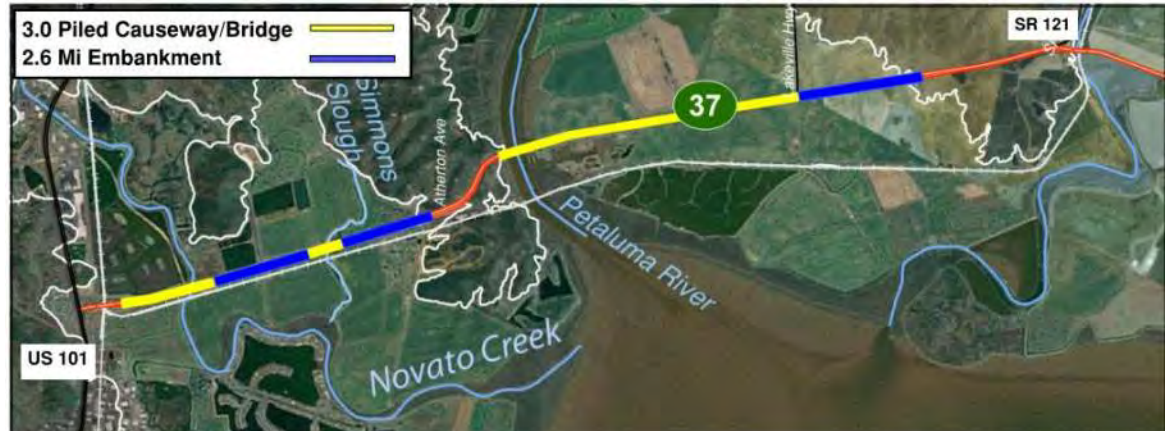 3.0 Piled Causeway/Bridge
2.6 Mi Embankment
SR 121
Simmons
Slough
Atherton Ave
37
akeville Hwy
Petaluma River
Novato Creek
US 101